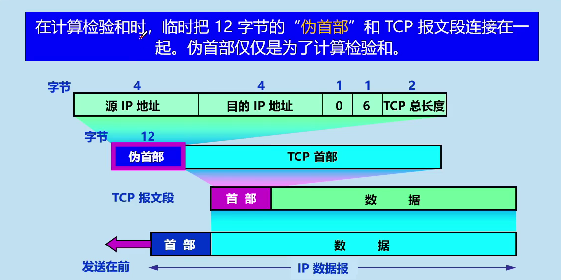 在计算检验和时，临时把 12 字节的“伪首部”和 TCP 报文段连接在一
起。伪首部仅仅是为了计算检验和。
字节 4 4 1 1 2
源 IP 地址 目的 IP 地址 0 6 TCP 总长度
字节 12
伪首部 TCP 首部
TCP 报文段 首 部 数 据
首 部 数 据
发送在前 IP 数据报